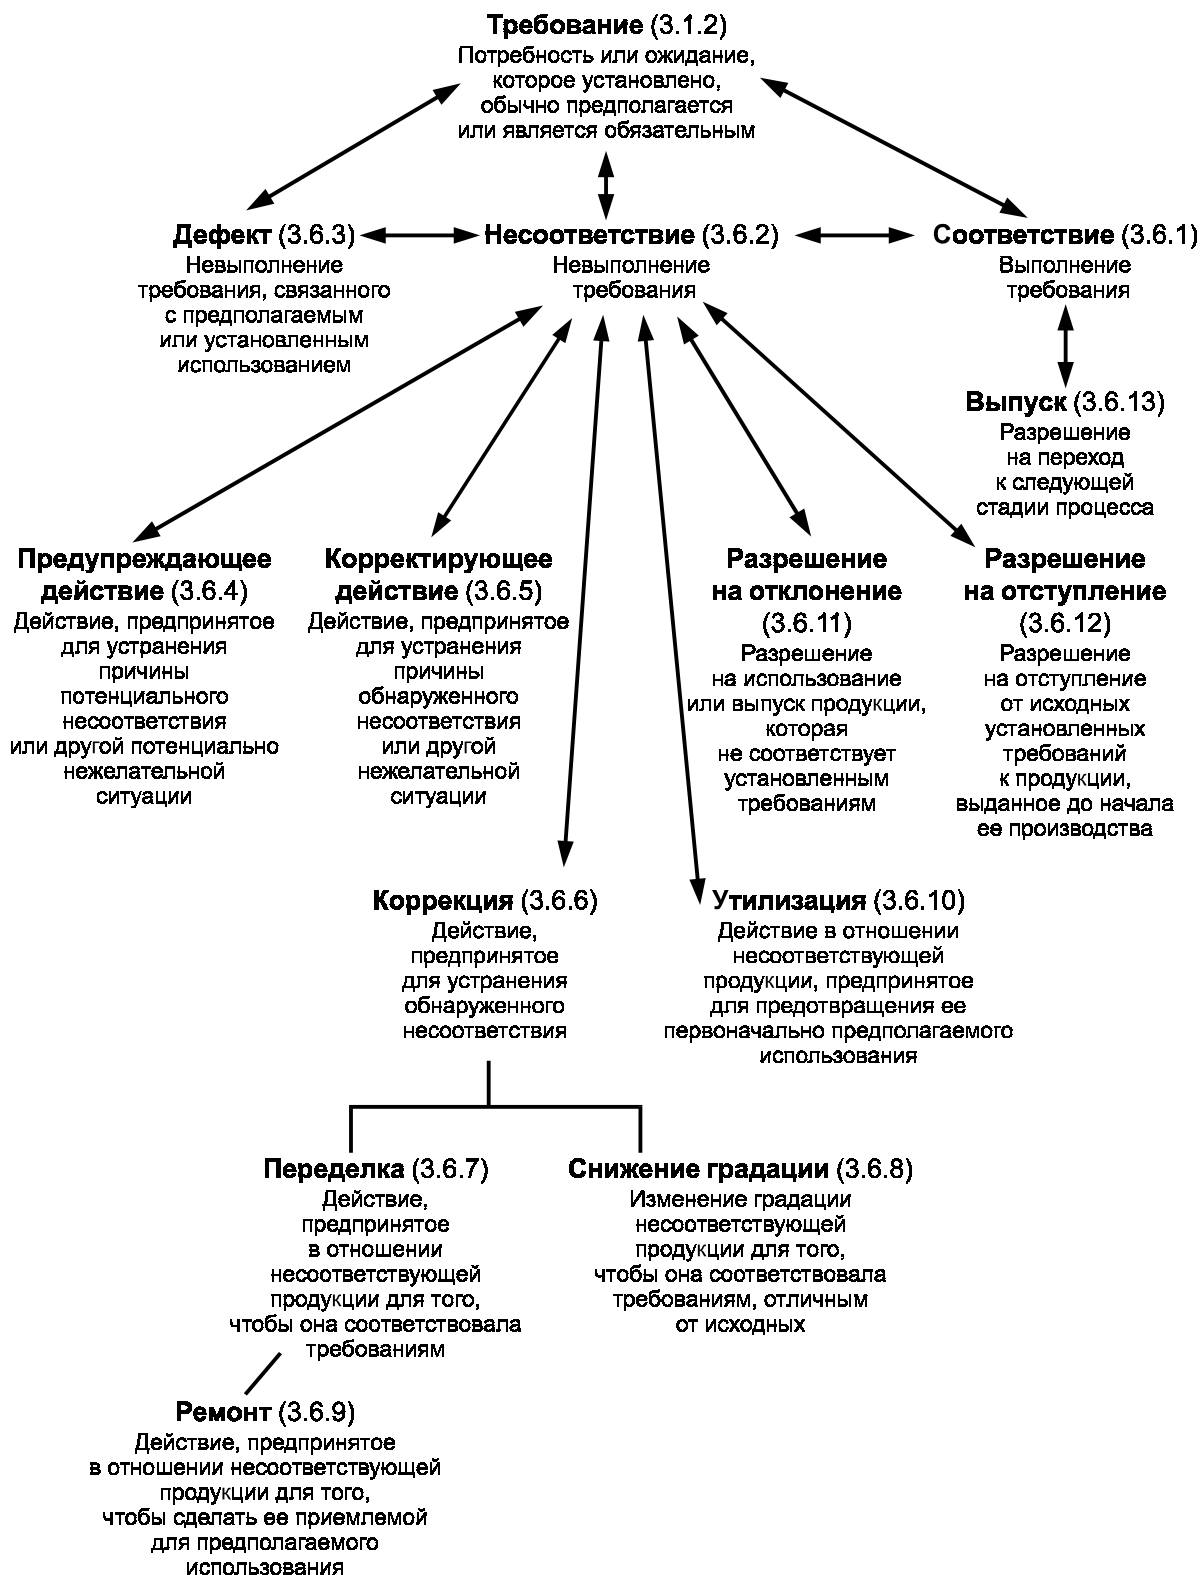 Требование (3.1.2)
Потребность или ожидание,
которое установлено,
обычно предполагается
или является обязательным
Дефект (3.6.3)
Невыполнение
требования, связанного
с предполагаемым
или установленным
использованием
Несоответствие (3.6.2)
Невыполнение
требования
Соответствие (3.6.1)
Выполнение
требования
Выпуск (3.6.13)
Разрешение
на переход
к следующей
стадии процесса
Предупреждающее
действие (3.6.4)
Действие, предпринятое
для устранения
причины
потенциального
несоответствия
или другой потенциально
нежелательной
ситуации
Корректирующее
действие (3.6.5)
Действие, предпринятое
для устранения
причины
обнаруженного
несоответствия
или другой
нежелательной
ситуации
Разрешение
на отклонение
(3.6.11)
Разрешение
на использование
или выпуск продукции,
которая
не соответствует
установленным
требованиям
Разрешение
на отступление
(3.6.12)
Разрешение
на отступление
от исходных
установленных
требований
к продукции,
выданное до начала
ее производства
Коррекция (3.6.6)
Действие,
предпринятое
для устранения
обнаруженного
несоответствия
Утилизация (3.6.10)
Действие в отношении
несоответствующей
продукции, предпринятое
для предотвращения ее
первоначально предполагаемого
использования
Переделка (3.6.7)
Действие,
предпринятое
в отношении
несоответствующей
продукции для того,
чтобы она соответствовала
требованиям
Снижение градации (3.6.8)
Изменение градации
несоответствующей
продукции для того,
чтобы она соответствовала
требованиям, отличным
от исходных
Ремонт (3.6.9)
Действие, предпринятое
в отношении несоответствующей
продукции для того,
чтобы сделать ее приемлемой
для предполагаемого
использования